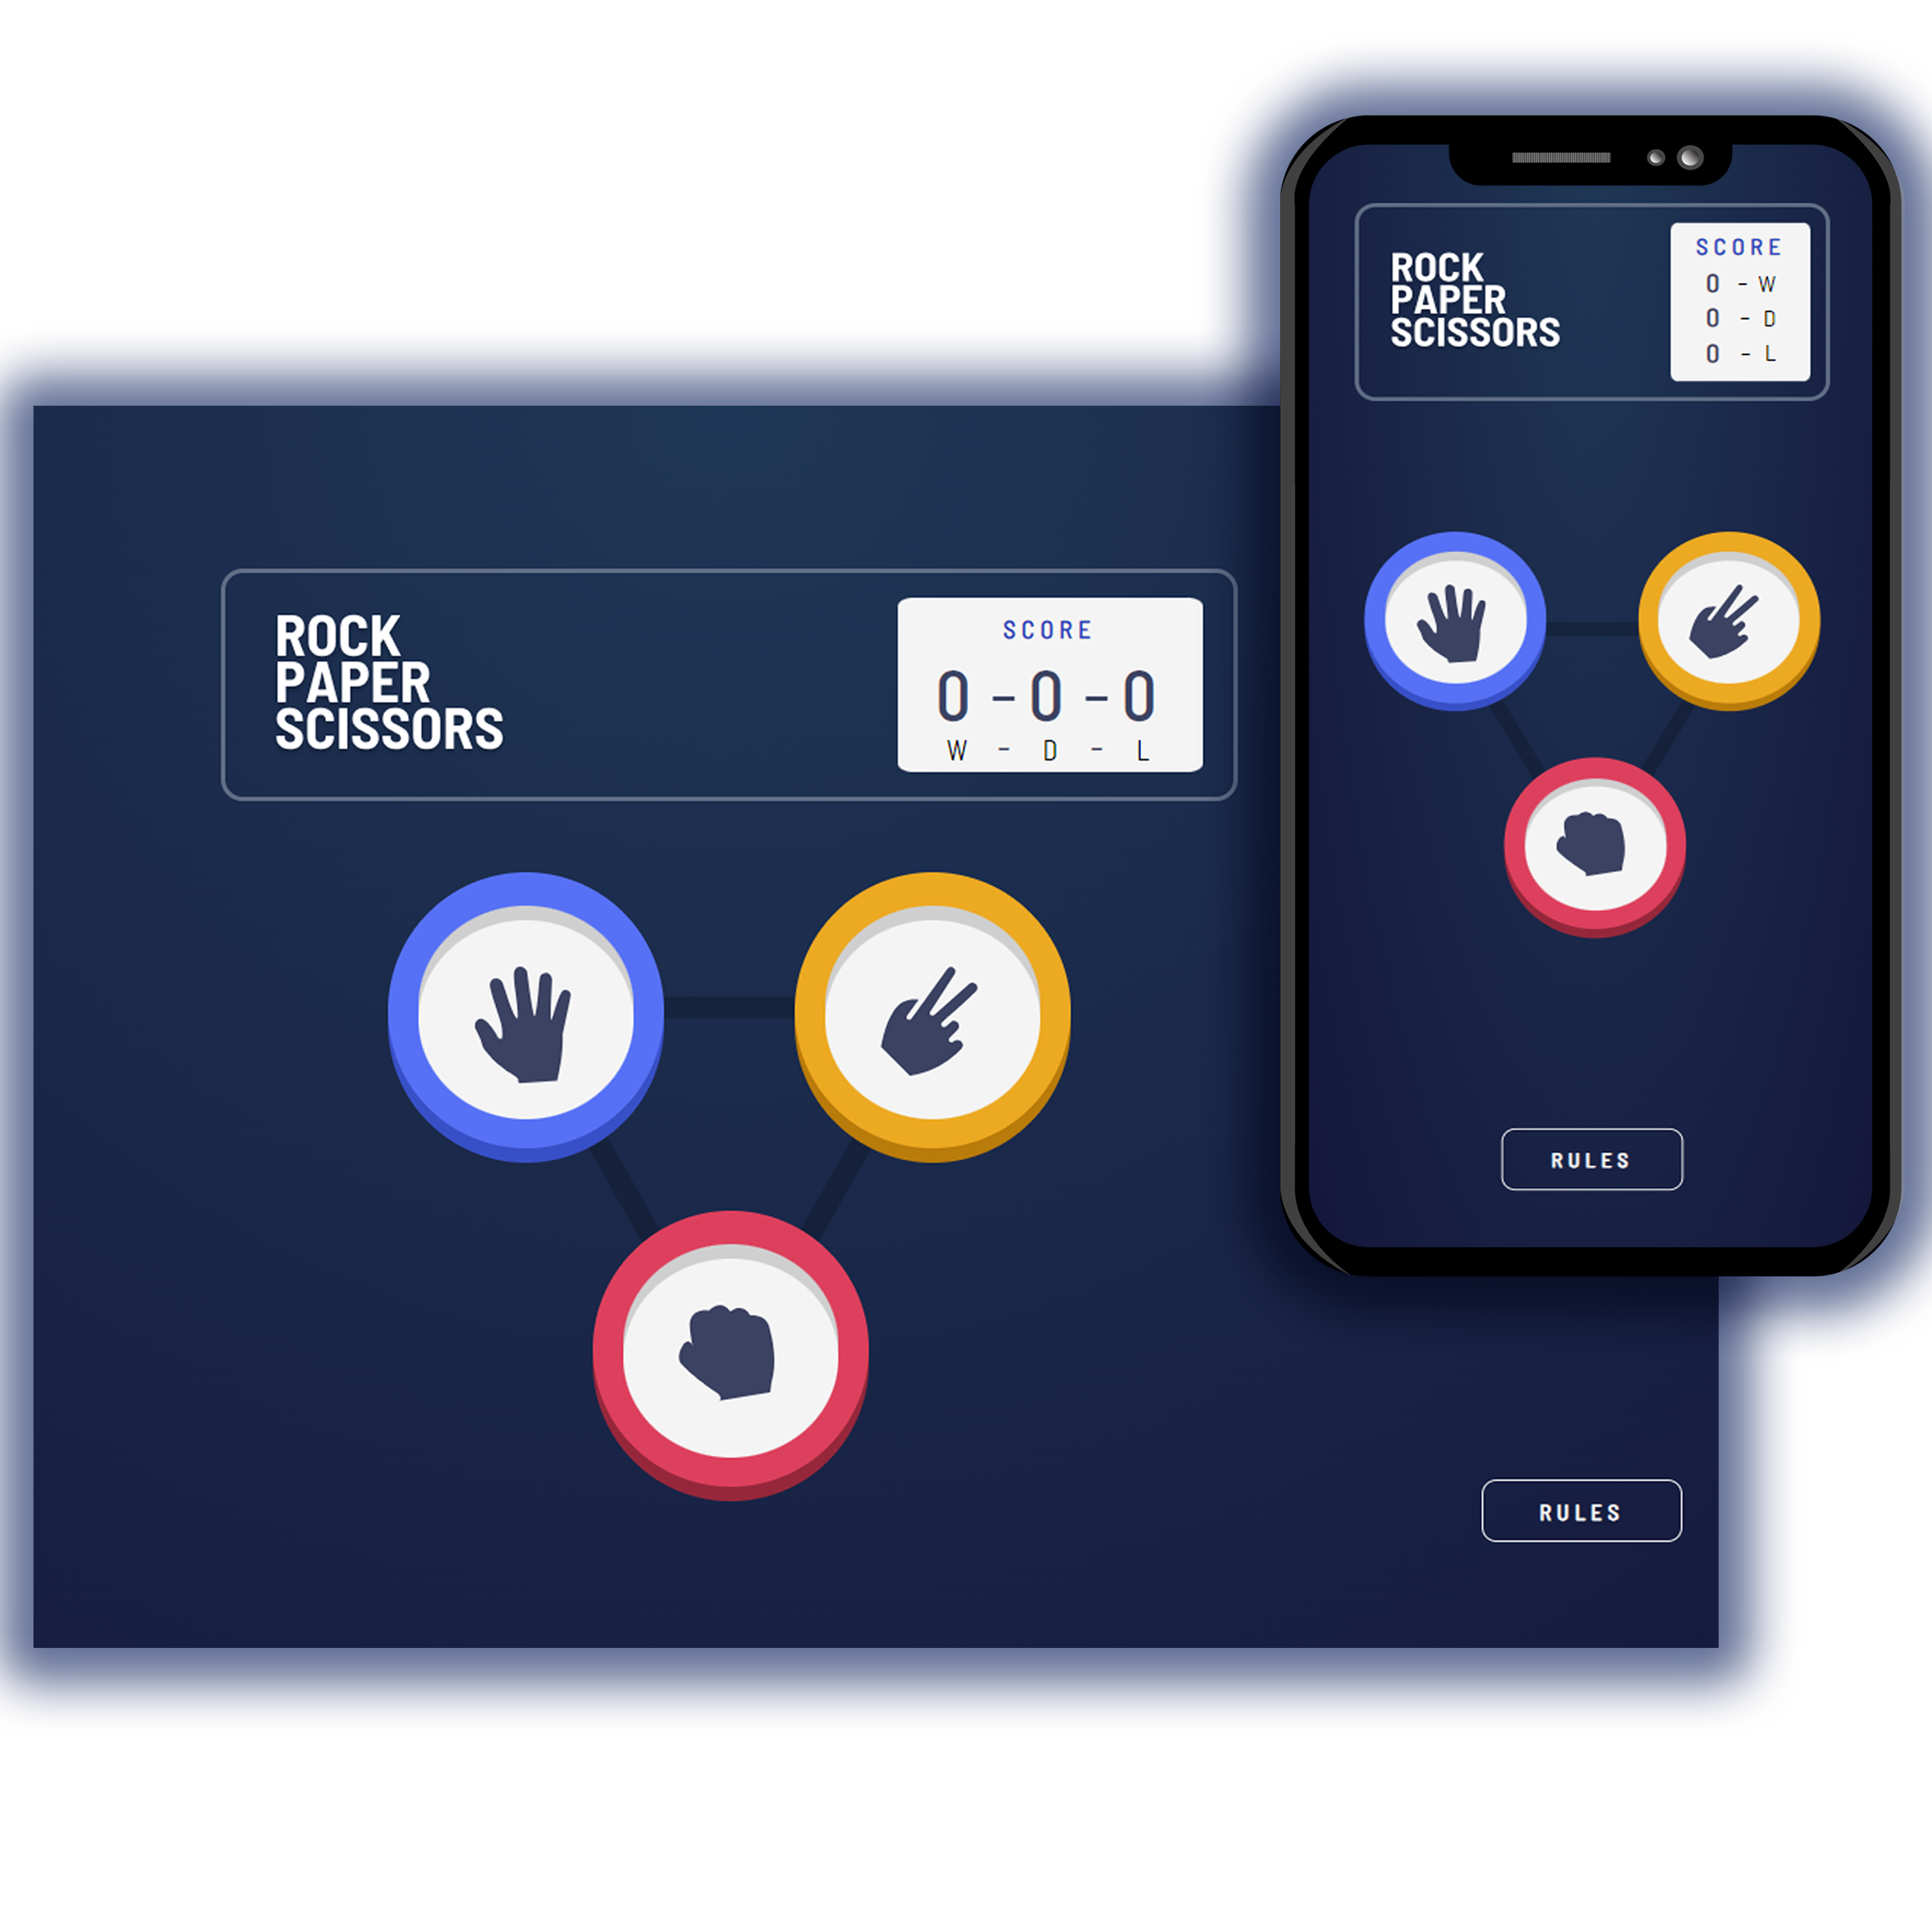 ROCK
PAPER
SCISSORS
SCORE
0 - 0 - 0
W - D - L
RULES
ROCK
PAPER
SCISSORS
SCORE
0 - W
0 - D
0 - L
RULES